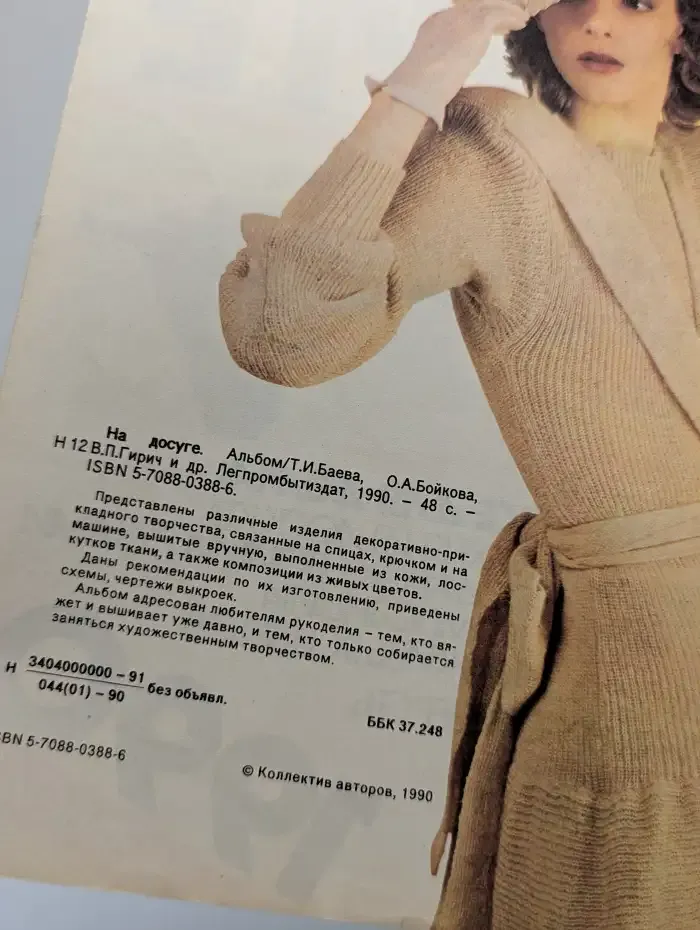 На досуге. Альбом/Т.И.Баева, О.А.Бойкова,
Н 12 В.П.Гирич и др. Легпромбытиздат, 1990. – 48 с. –
ISBN 5-7088-0388-6.
Представлены различные изделия декоративно-при-
кладного творчества, связанные на спицах, крючком и на
машине, вышитые вручную, выполненные из кожи, лос-
кутков ткани, а также композиции из живых цветов.
Даны рекомендации по их изготовлению, приведены
схемы, чертежи выкроек.
Альбом адресован любителям рукоделия – тем, кто вя-
жет и вышивает уже давно, и тем, кто только собирается
заняться художественным творчеством.
Н 3404000000 – 91
044(01) – 90 без объявл.
ББК 37.248
SBN 5-7088-0388-6
© Коллектив авторов, 1990